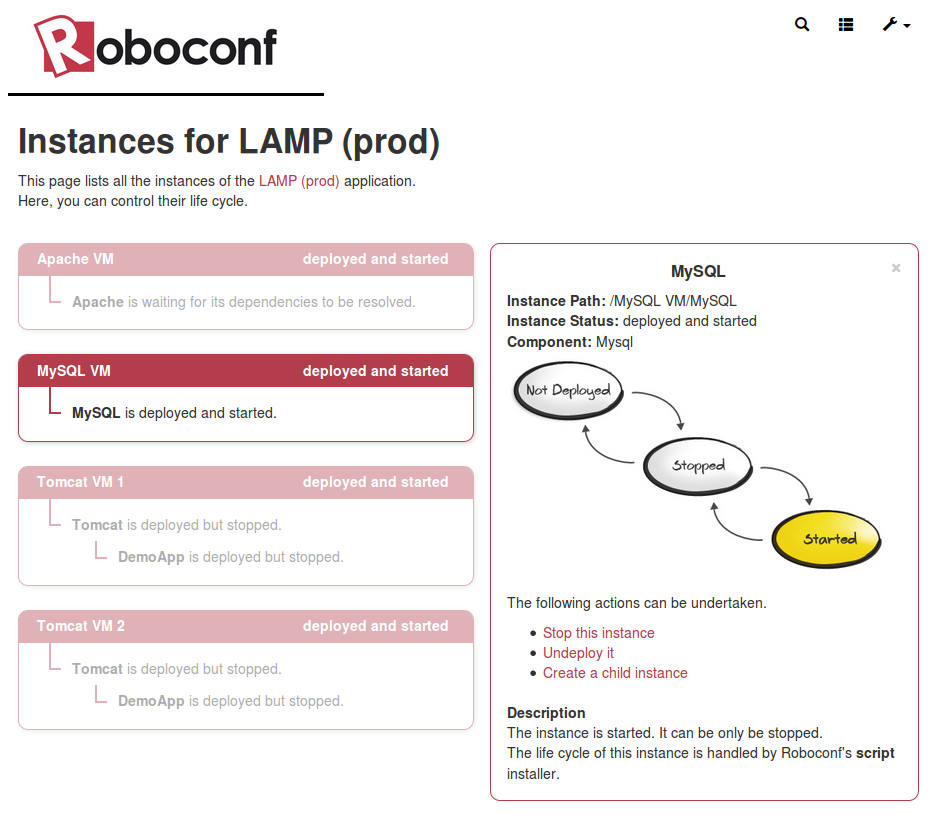 Roboconf
Instances for LAMP (prod)
This page lists all the instances of the LAMP (prod) application.
Here, you can control their life cycle.
Apache VM deployed and started
Apache is waiting for its dependencies to be resolved.
MySQL VM deployed and started
MySQL is deployed and started.
Tomcat VM 1 deployed and started
Tomcat is deployed but stopped.
DemoApp is deployed but stopped.
Tomcat VM 2 deployed and started
Tomcat is deployed but stopped.
DemoApp is deployed but stopped.
MySQL ×
Instance Path: /MySQL VM/MySQL
Instance Status: deployed and started
Component: Mysql
Not Deployed
Stopped
Started
The following actions can be undertaken.
• Stop this instance
• Undeploy it
• Create a child instance
Description
The instance is started. It can be only be stopped.
The life cycle of this instance is handled by Roboconf's script
installer.